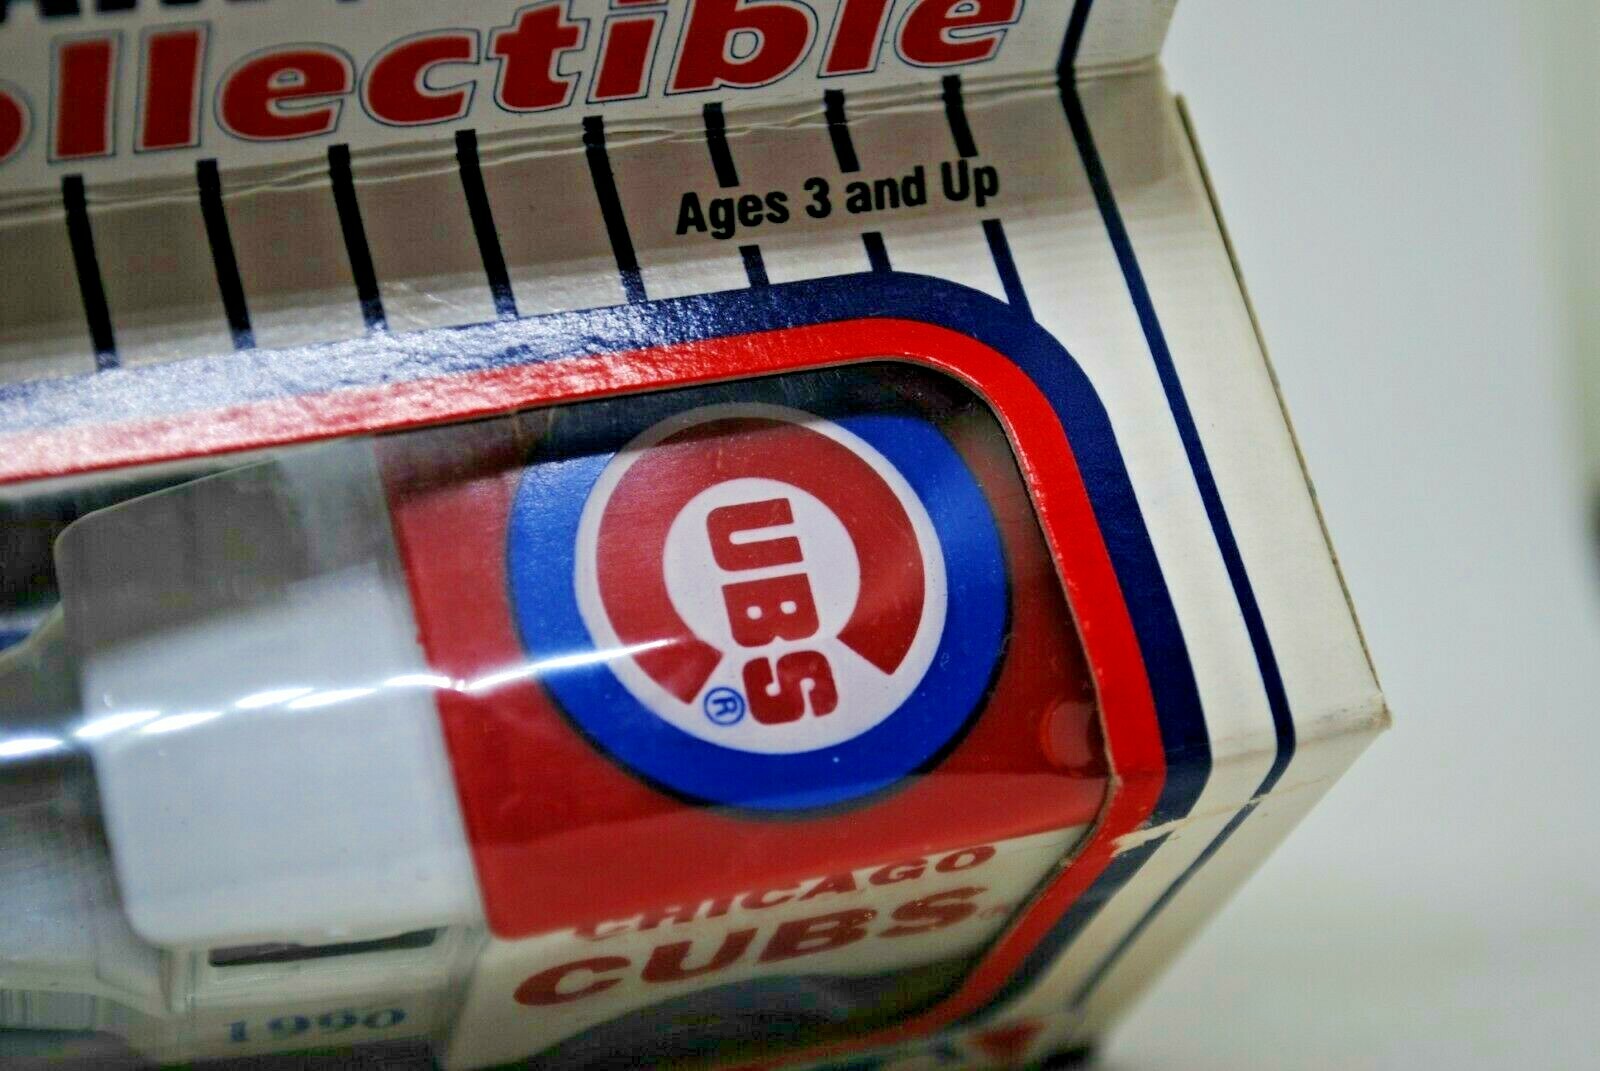 ollectible
Ages 3 and Up
UBS
®
CHICAGO
CUBS
1990